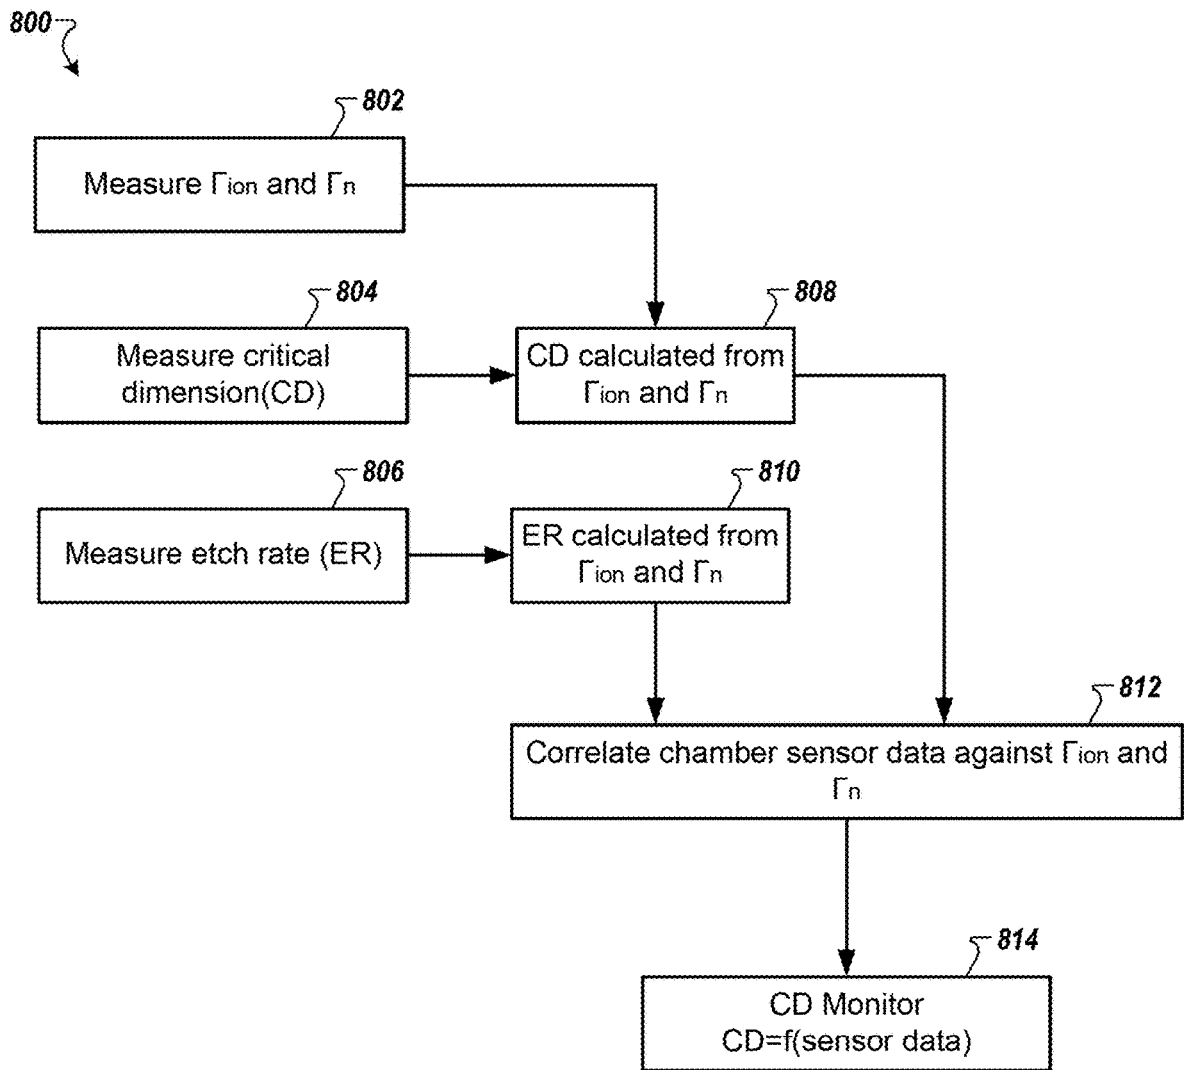 800
802
Measure Γion and Γn
804
808
Measure critical
dimension(CD)
CD calculated from
Γion and Γn
806
810
Measure etch rate (ER)
ER calculated from
Γion and Γn
812
Correlate chamber sensor data against Γion and
Γn
814
CD Monitor
CD=f(sensor data)